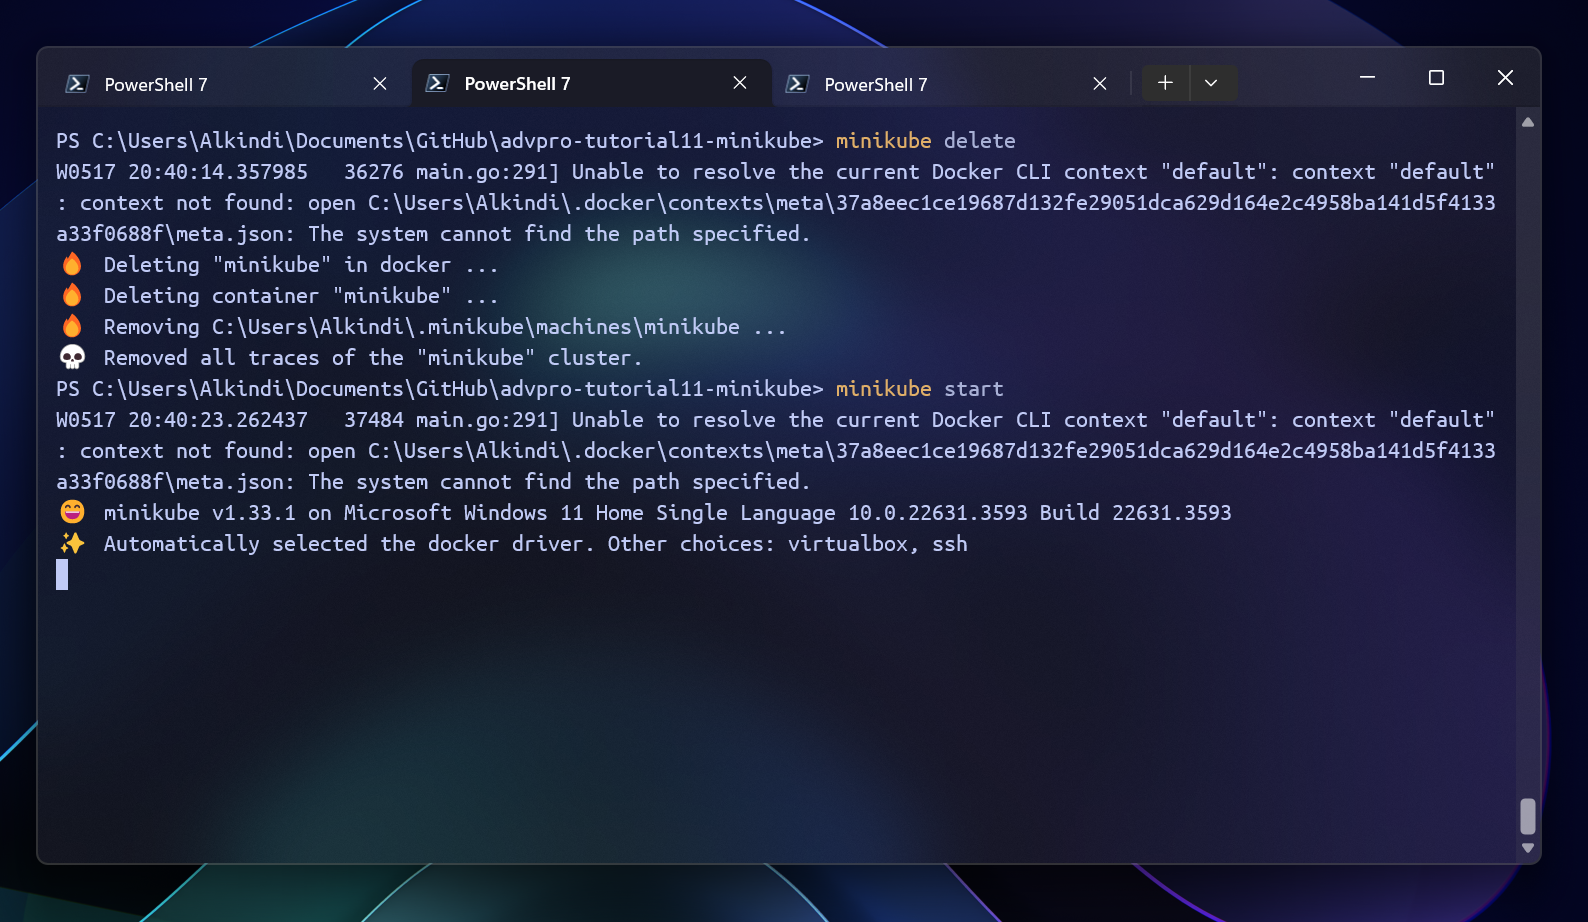 PowerShell 7
PowerShell 7
PowerShell 7
PS C:\Users\Alkindi\Documents\GitHub\advpro-tutorial11-minikube> minikube delete
W0517 20:40:14.357985   36276 main.go:291] Unable to resolve the current Docker CLI context "default": context "default"
: context not found: open C:\Users\Alkindi\.docker\contexts\meta\37a8eec1ce19687d132fe29051dca629d164e2c4958ba141d5f4133
a33f0688f\meta.json: The system cannot find the path specified.
🔥  Deleting "minikube" in docker ...
🔥  Deleting container "minikube" ...
🔥  Removing C:\Users\Alkindi\.minikube\machines\minikube ...
💀  Removed all traces of the "minikube" cluster.
PS C:\Users\Alkindi\Documents\GitHub\advpro-tutorial11-minikube> minikube start
W0517 20:40:23.262437   37484 main.go:291] Unable to resolve the current Docker CLI context "default": context "default"
: context not found: open C:\Users\Alkindi\.docker\contexts\meta\37a8eec1ce19687d132fe29051dca629d164e2c4958ba141d5f4133
a33f0688f\meta.json: The system cannot find the path specified.
😄  minikube v1.33.1 on Microsoft Windows 11 Home Single Language 10.0.22631.3593 Build 22631.3593
✨  Automatically selected the docker driver. Other choices: virtualbox, ssh